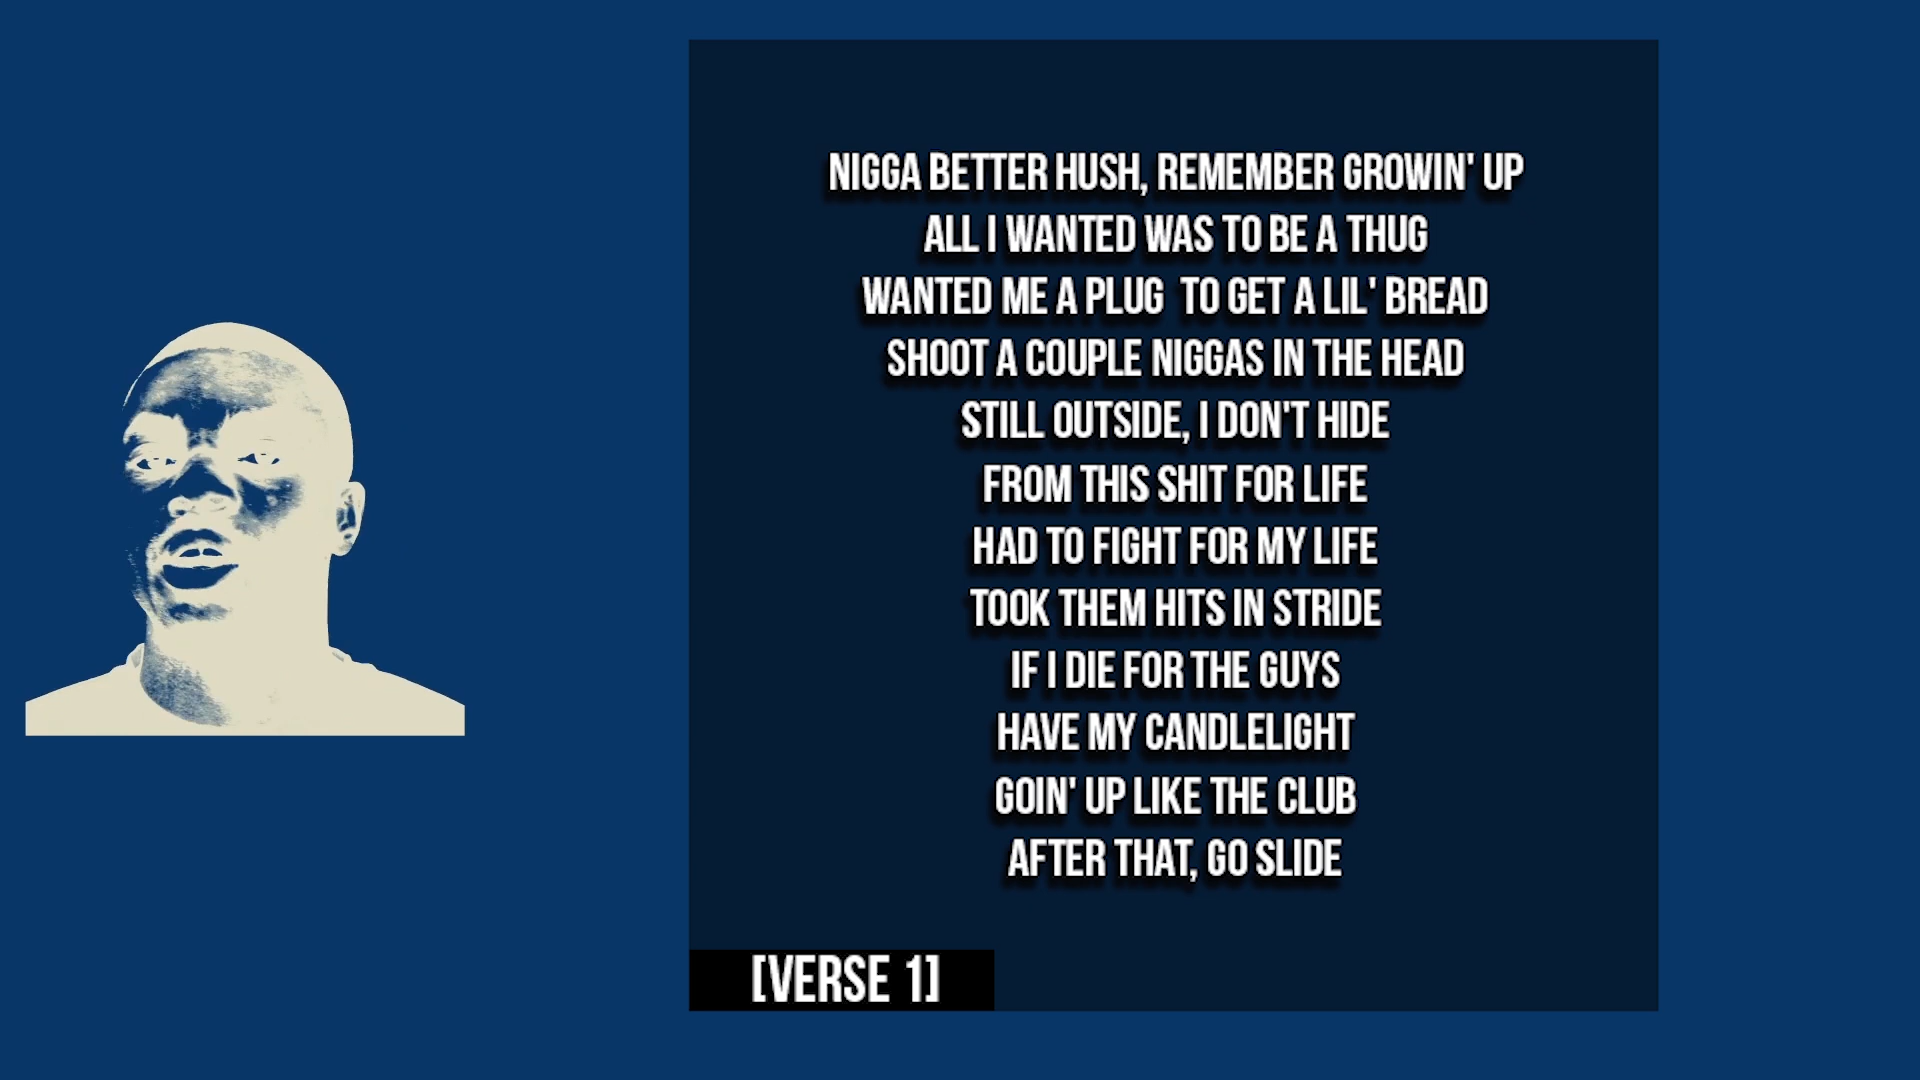 NIGGA BETTER HUSH, REMEMBER GROWIN' UP
ALL I WANTED WAS TO BE A THUG
WANTED ME A PLUG TO GET A LIL' BREAD
SHOOT A COUPLE NIGGAS IN THE HEAD
STILL OUTSIDE, I DON'T HIDE
FROM THIS SHIT FOR LIFE
HAD TO FIGHT FOR MY LIFE
TOOK THEM HITS IN STRIDE
IF I DIE FOR THE GUYS
HAVE MY CANDLELIGHT
GOIN' UP LIKE THE CLUB
AFTER THAT, GO SLIDE
[VERSE 1]